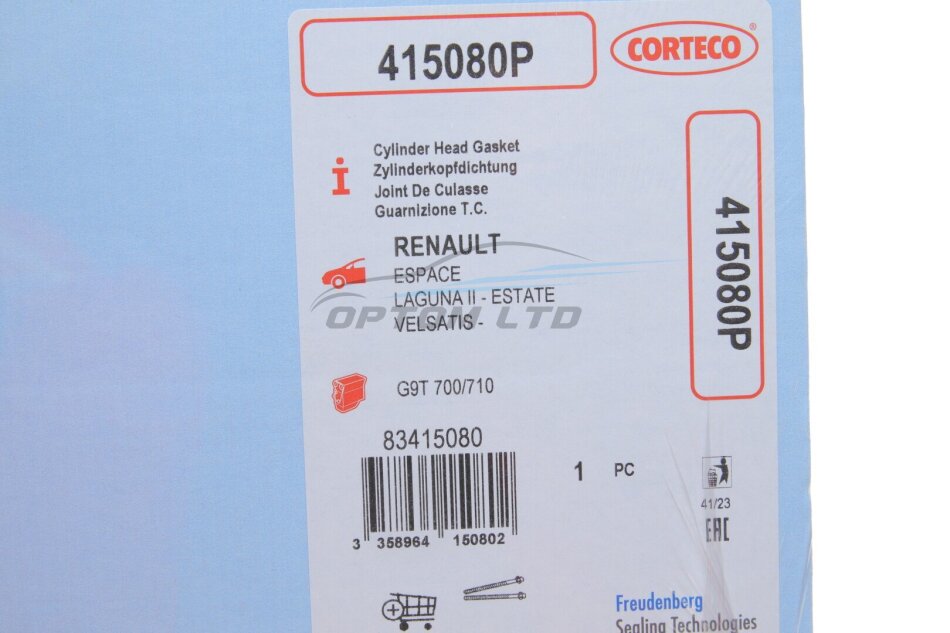 415080P
CORTECO
Cylinder Head Gasket
Zylinderkopfdichtung
Joint De Culasse
Guarnizione T.C.
415080P
RENAULT
ESPACE
LAGUNA II - ESTATE
VELSATIS -
OPTOM LTD
G9T 700/710
83415080
1 PC
3 358964 150802
41/23
EAC
Freudenberg
Sealing Technologies